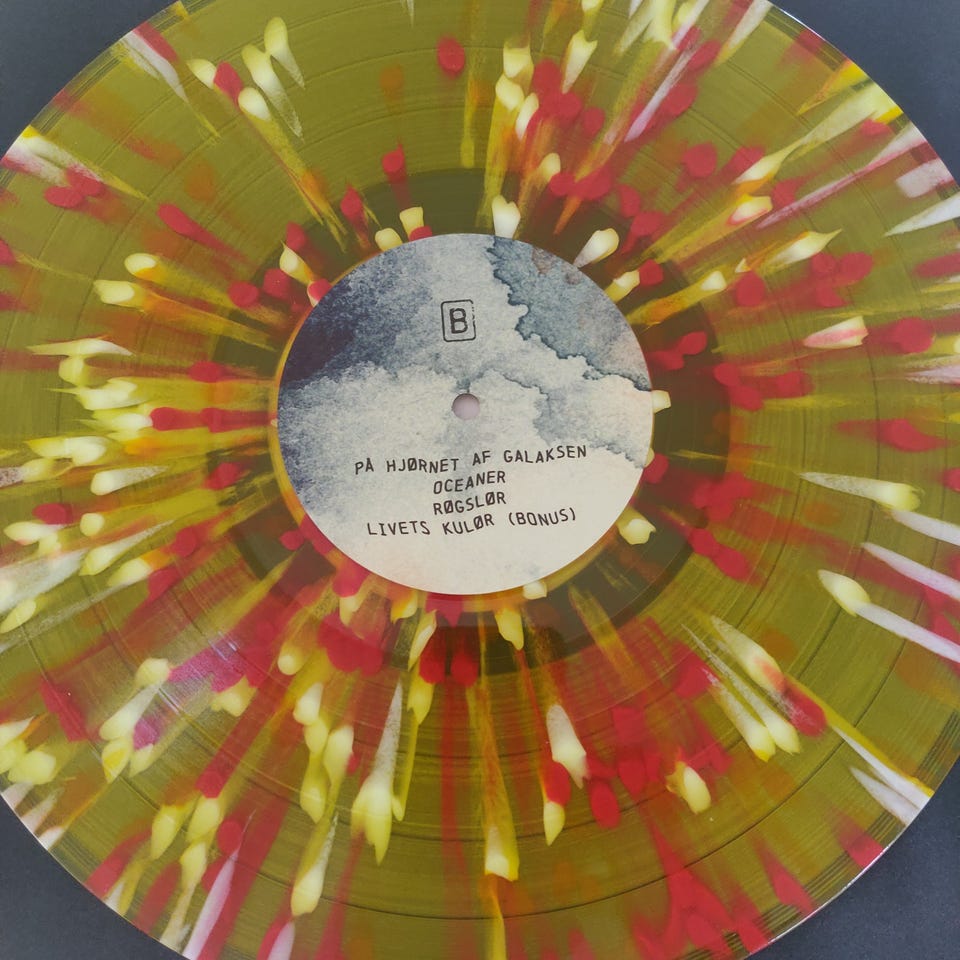 B
PÅ HJØRNET AF GALAKSEN
OCEANER
RØGSLØR
LIVETS KULØR (BONUS)